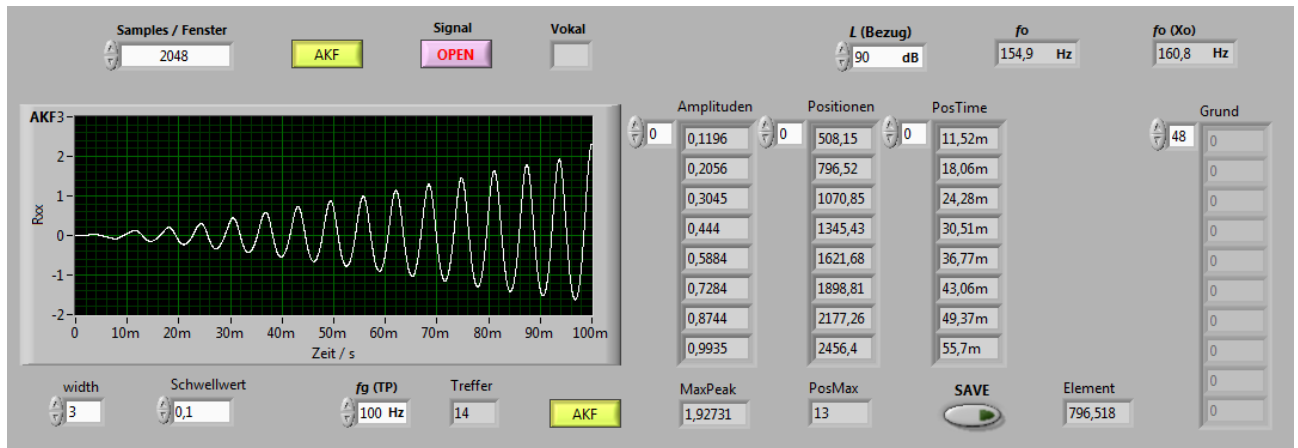 Samples / Fenster
2048
AKF
Signal
OPEN
Vokal
L (Bezug)
90 dB
fo
154,9 Hz
fo (Xo)
160,8 Hz
AKF
3
2
1
0
-1
-2
Rxx
0 10m 20m 30m 40m 50m 60m 70m 80m 90m 100m
Zeit / s
Amplituden
0
0,1196
0,2056
0,3045
0,444
0,5884
0,7284
0,8744
0,9935
Positionen
0
508,15
796,52
1070,85
1345,43
1621,68
1898,81
2177,26
2456,4
PosTime
0
11,52m
18,06m
24,28m
30,51m
36,77m
43,06m
49,37m
55,7m
Grund
48
0
0
0
0
0
0
0
0
0
0
width
3
Schwellwert
0,1
fg (TP)
100 Hz
Treffer
14
AKF
MaxPeak
1,92731
PosMax
13
SAVE
Element
796,518